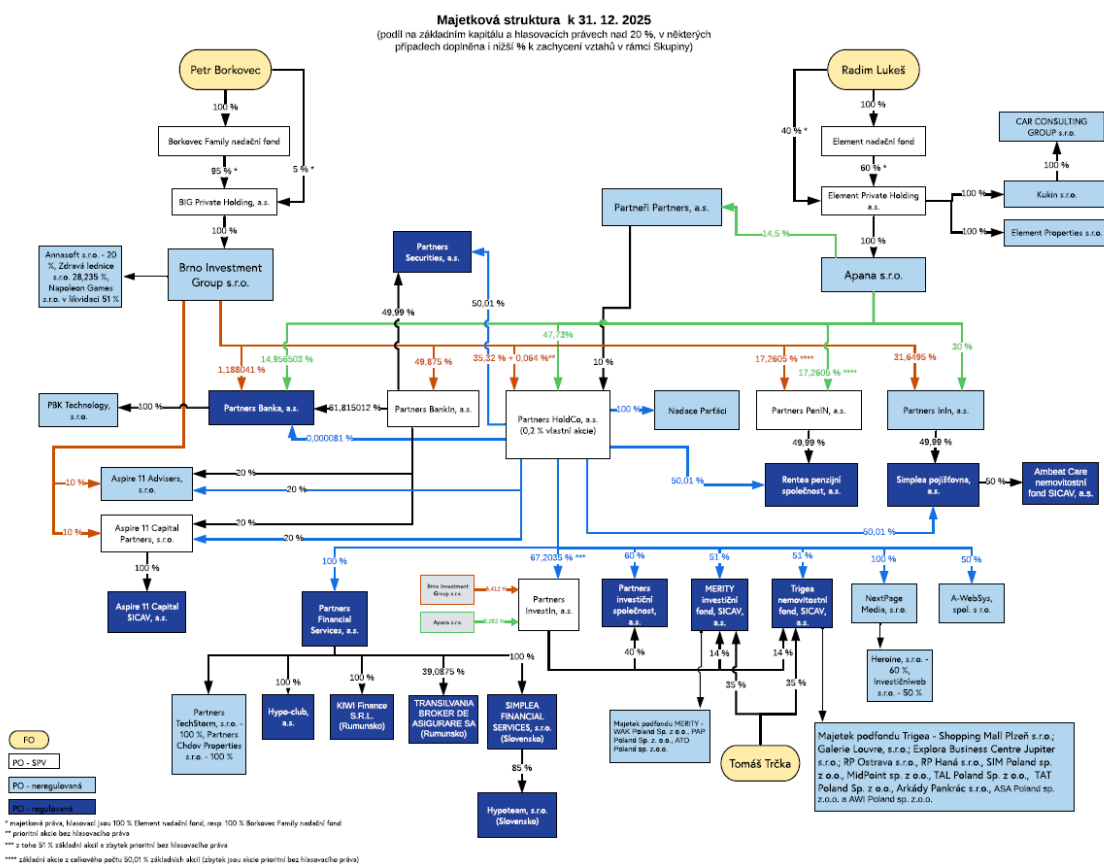 Majetková struktura k 31. 12. 2025
(podíl na základním kapitálu a hlasovacích právech nad 20 %, v některých
případech doplněna i nižší % k zachycení vztahů v rámci Skupiny)
Petr Borkovec
Radim Lukeš
100 %
100 %
40 % *
5 % *
Borkovec Family nadační fond
Element nadační fond
CAR CONSULTING
GROUP s.r.o.
95 % *
60 % *
100 %
BIG Private Holding, a.s.
Partneři Partners, a.s.
Element Private Holding
a.s.
100 %
Kukin s.r.o.
100 %
Element Properties s.r.o.
100 %
100 %
14,5 %
Annasoft s.r.o. - 20
%, Zdravá lednice
s.r.o. 28,235 %,
Napoleon Games
s.r.o. v likvidaci 51 %
Brno Investment
Group s.r.o.
Partners
Securities, a.s.
Apana s.r.o.
50,01 %
49,99 %
47,73%
14,956503 %
1,188041 %
49,875 %
35,32 % + 0,064 %**
10 %
17,2605 % ****
17,2605 % ****
31,6495
30 %
PBK Technology,
s.r.o.
100 %
Partners Banka, a.s.
61,815012 %
Partners BankIn, a.s.
Partners HoldCo, a.s.
(0,2 % vlastní akcie)
100 %
Nadace Parťáci
Partners PeniN, a.s.
Partners InIn, a.s.
0,000081 %
49,99 %
49,99 %
Aspire 11 Advisers,
s.r.o.
10 %
20 %
20 %
50,01 %
Rentea penzijní
společnost, a.s.
Simplea pojišťovna,
a.s.
50 %
Ambeat Care
nemovitostní
fond SICAV, a.s.
10 %
Aspire 11 Capital
Partners, s.r.o.
20 %
20 %
50,01 %
100 %
100 %
67,2035 % ***
60 %
51 %
51 %
100 %
50 %
Aspire 11 Capital
SICAV, a.s.
Partners
Financial
Services, a.s.
Brno Investment
Group s.r.o.
Apana s.r.o.
Partners
InvestIn, a.s.
Partners
investiční
společnost,
a.s.
MERITY
investiční
fond, SICAV,
a.s.
Trigea
nemovitostní
fond, SICAV,
a.s.
NextPage
Media, s.r.o.
A-WebSys,
spol. s r.o.
40 %
14 %
14 %
35 %
35 %
Heroine, s.r.o. -
60 %,
Investičníweb
s.r.o. - 50 %
100 %
100 %
39,0875 %
100 %
Partners
TechStorm, s.r.o. -
100 %, Partners
Chdov Properties
s.r.o. - 100 %
Hypo-club,
a.s.
KIWI Finance
S.R.L.
(Rumunsko)
TRANSILVANIA
BROKER DE
ASIGURARE SA
(Rumunsko)
SIMPLEA
FINANCIAL
SERVICES, s.r.o.
(Slovensko)
Majetek podfondu MERITY -
WAK Poland Sp. z o.o., PAP
Poland Sp. z o.o., ATO
Poland sp. z.o.o.
Tomáš Trčka
Majetek podfondu Trigea - Shopping Mall Plzeň s.r.o.;
Galerie Louvre, s.r.o.; Explora Business Centre Jupiter
s.r.o.; RP Ostrava s.r.o., RP Haná s.r.o., SIM Poland sp.
z o.o., MidPoint sp. z o.o., TAL Poland Sp. z o.o., TAT
Poland Sp. z o.o., Arkády Pankrác s.r.o., ASA Poland sp.
z.o.o. a AWI Poland sp. z.o.o.
85 %
Hypoteam, s.r.o.
(Slovensko)
FO
PO - SPV
PO - neregulovaná
PO - regulovaná
* majetková práva, hlasovací jsou 100 % Element nadační fond, resp. 100 % Borkovec Family nadační fond
** prioritní akcie bez hlasovacího práva
*** z toho 51 % základní akcií a zbytek prioritní bez hlasovacího práva
**** základní akcie z celkového počtu 50,01 % základních akcií (zbytek jsou akcie prioritní bez hlasovacího práva)